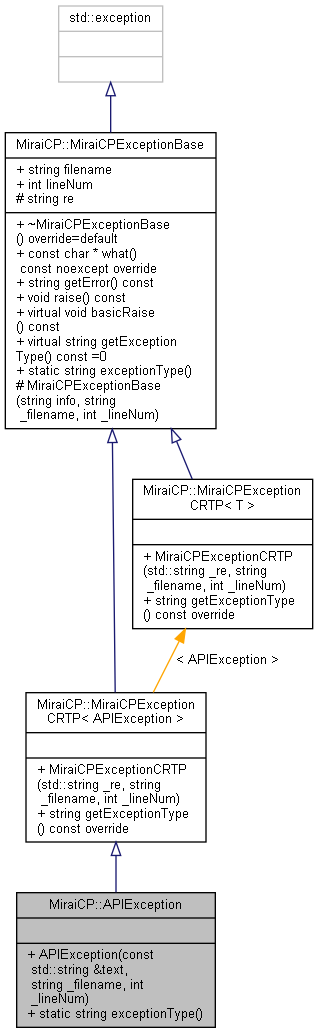 std::exception
MiraiCP::MiraiCPExceptionBase
+ string filename
+ int lineNum
# string re
+ ~MiraiCPExceptionBase
() override=default
+ const char * what()
const noexcept override
+ string getError() const
+ void raise() const
+ virtual void basicRaise
() const
+ virtual string getException
Type() const =0
+ static string exceptionType()
# MiraiCPExceptionBase
(string info, string
_filename, int _lineNum)
MiraiCP::MiraiCPException
CRTP< T >
+ MiraiCPExceptionCRTP
(std::string _re, string
_filename, int _lineNum)
+ string getExceptionType
() const override
< APIException >
MiraiCP::MiraiCPException
CRTP< APIException >
+ MiraiCPExceptionCRTP
(std::string _re, string
_filename, int _lineNum)
+ string getExceptionType
() const override
MiraiCP::APIException
+ APIException(const
std::string &text,
string _filename, int
_lineNum)
+ static string exceptionType()